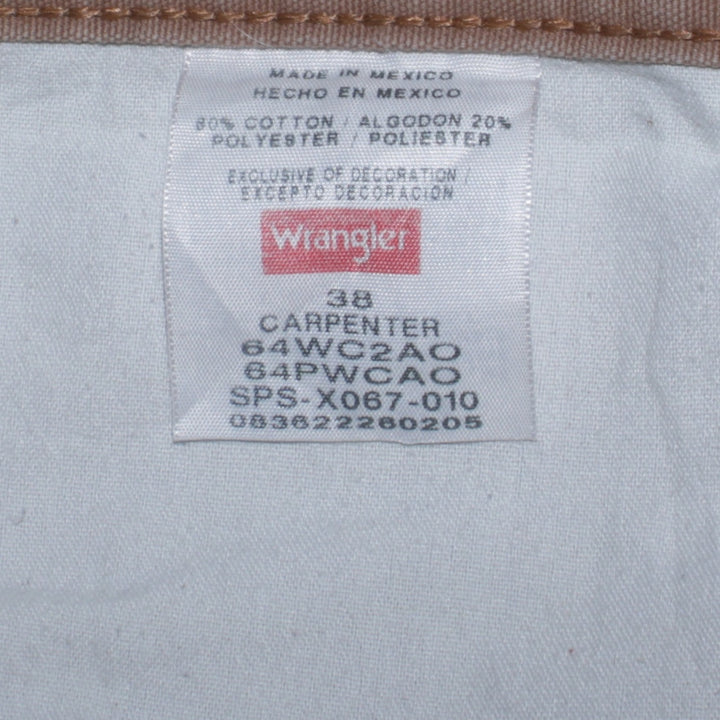 MADE IN MEXICO
HECHO EN MEXICO
80% COTTON / ALGODON 20%
POLYESTER / POLIESTER
EXCLUSIVE OF DECORATION /
EXCEPTO DECORACION
Wrangler
38
CARPENTER
64WC2AO
64PWCAO
SPS-X067-010
083622260205